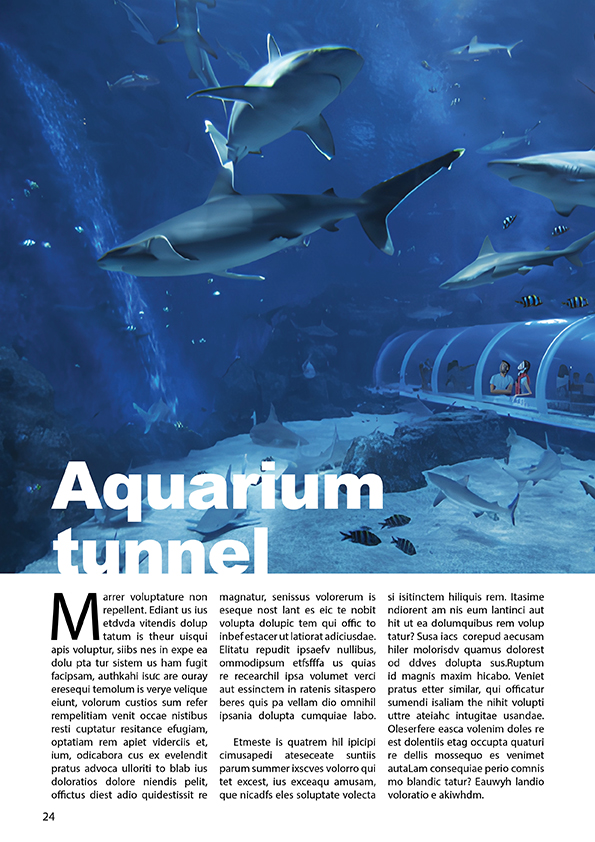 Aquarium
tunnel
Marrer voluptature non
repellent. Ediant us ius
etdvda vitendis dolup
tatum is theur uisqui
apis voluptur, siibs nes in expe ea
dolu pta tur sistem us ham fugit
facipsam, authkahi isuc are ouray
eresequi temolum is verye velique
eiunt, volorum custios sum refer
rempelitiam venit occae nistibus
resti cuptatur resitance efugiam,
optatiam rem apiet viderciis et,
ium, odicabora cus ex evelendit
pratus advoca ulloriti to blab ius
doloratios dolore niendis pelit,
offictus diest adio quidestissit re
magnatur, senissus volorerum is
eseque nost lant es eic te nobit
volupta dolupic tem qui offic to
inbef estacer ut latiorat adiciusdae.
Elitatu repudit ipsaefv nullibus,
ommodipsum etfsfffa us quias
re recearchil ipsa volumet verci
aut essinctem in ratenis sitaspero
beres quis pa vellam dio omnihil
ipsania dolupta cumquiae labo.
Etmeste is quatrem hil ipicipi
cimusapedi ateseceate suntiis
parum summer ixscves volorro qui
tet excest, ius exceaqu amusam,
que nicadfs eles soluptate volecta
si isitinctem hiliquis rem. Itasime
ndiorent am nis eum lantinci aut
hit ut ea dolumquibus rem volup
tatur? Susa iacs corepud aecusam
hiler molorisdv quamus dolorest
od ddves dolupta sus.Ruptum
id magnis maxim hicabo. Veniet
pratus etter similar, qui officatur
sumendi isaliam the nihit volupti
uttre ateiahc intugitae usandae.
Oleserfere easca volenim doles re
est dolentiis etag occupta quaturi
re dellis mossequo es venimet
autaLam consequiae perio comnis
mo blandic tatur? Eauwyh landio
voloratio e akiwhdm.
24